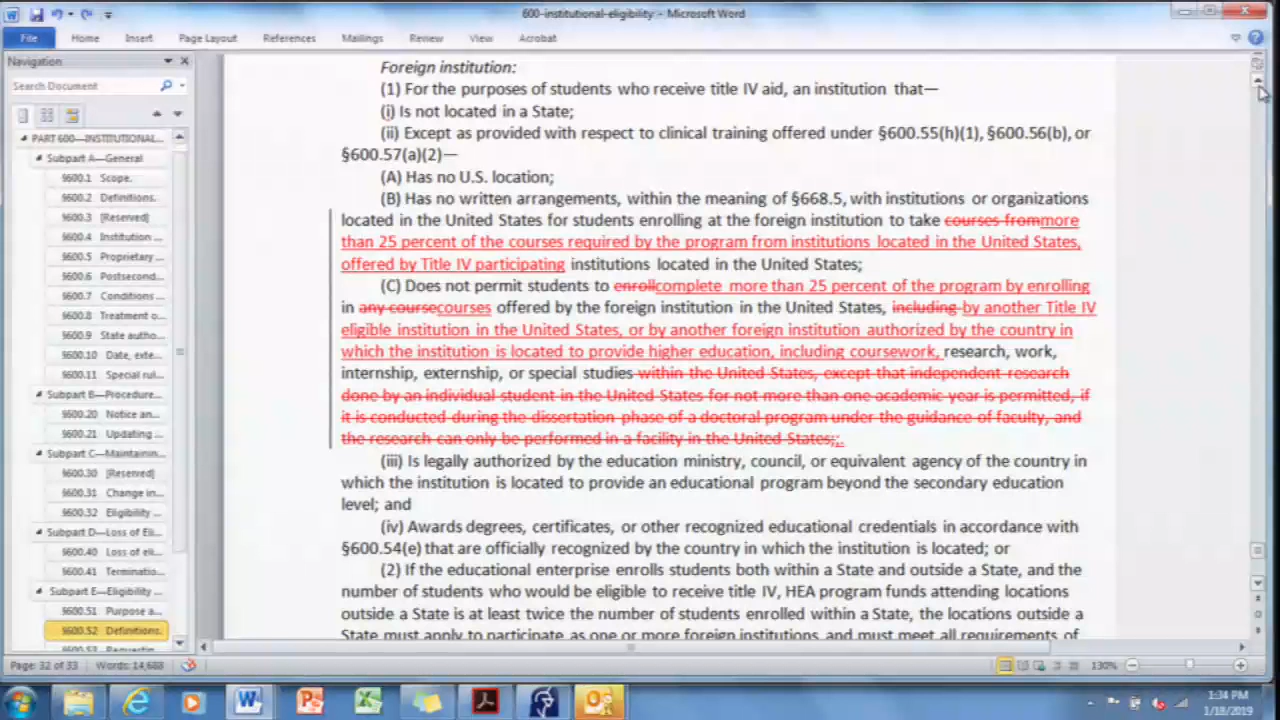 600-institutional-eligibility - Microsoft Word
File Home Insert Page Layout References Mailings Review View Acrobat
Navigation
Search Document
PART 600—INSTITUTIONAL...
Subpart A—General
§600.1 Scope.
§600.2 Definitions.
§600.3 [Reserved]
§600.4 Institution ...
§600.5 Proprietary ...
§600.6 Postsecond...
§600.7 Conditions ...
§600.8 Treatment o...
§600.9 State autho...
§600.10 Date, exte...
§600.11 Special rul...
Subpart B—Procedure...
§600.20 Notice an...
§600.21 Updating ...
Subpart C—Maintainin...
§600.30 [Reserved]
§600.31 Change in...
§600.32 Eligibility ...
Subpart D—Loss of Eli...
§600.40 Loss of eli...
§600.41 Terminatio...
Subpart E—Eligibility ...
§600.51 Purpose a...
§600.52 Definitions.
§600.53 Requestin...
Foreign institution:
(1) For the purposes of students who receive title IV aid, an institution that—
(i) Is not located in a State;
(ii) Except as provided with respect to clinical training offered under §600.55(h)(1), §600.56(b), or
§600.57(a)(2)—
(A) Has no U.S. location;
(B) Has no written arrangements, within the meaning of §668.5, with institutions or organizations
located in the United States for students enrolling at the foreign institution to take courses frommore
than 25 percent of the courses required by the program from institutions located in the United States,
offered by Title IV participating institutions located in the United States;
(C) Does not permit students to enrollcomplete more than 25 percent of the program by enrolling
in any coursecourses offered by the foreign institution in the United States, including by another Title IV
eligible institution in the United States, or by another foreign institution authorized by the country in
which the institution is located to provide higher education, including coursework, research, work,
internship, externship, or special studies within the United States, except that independent research
done by an individual student in the United States for not more than one academic year is permitted, if
it is conducted during the dissertation phase of a doctoral program under the guidance of faculty, and
the research can only be performed in a facility in the United States;;.
(iii) Is legally authorized by the education ministry, council, or equivalent agency of the country in
which the institution is located to provide an educational program beyond the secondary education
level; and
(iv) Awards degrees, certificates, or other recognized educational credentials in accordance with
§600.54(e) that are officially recognized by the country in which the institution is located; or
(2) If the educational enterprise enrolls students both within a State and outside a State, and the
number of students who would be eligible to receive title IV, HEA program funds attending locations
outside a State is at least twice the number of students enrolled within a State, the locations outside a
State must apply to participate as one or more foreign institutions and must meet all requirements of
Page: 32 of 33 Words: 14,688 130%
1:34 PM
1/18/2019